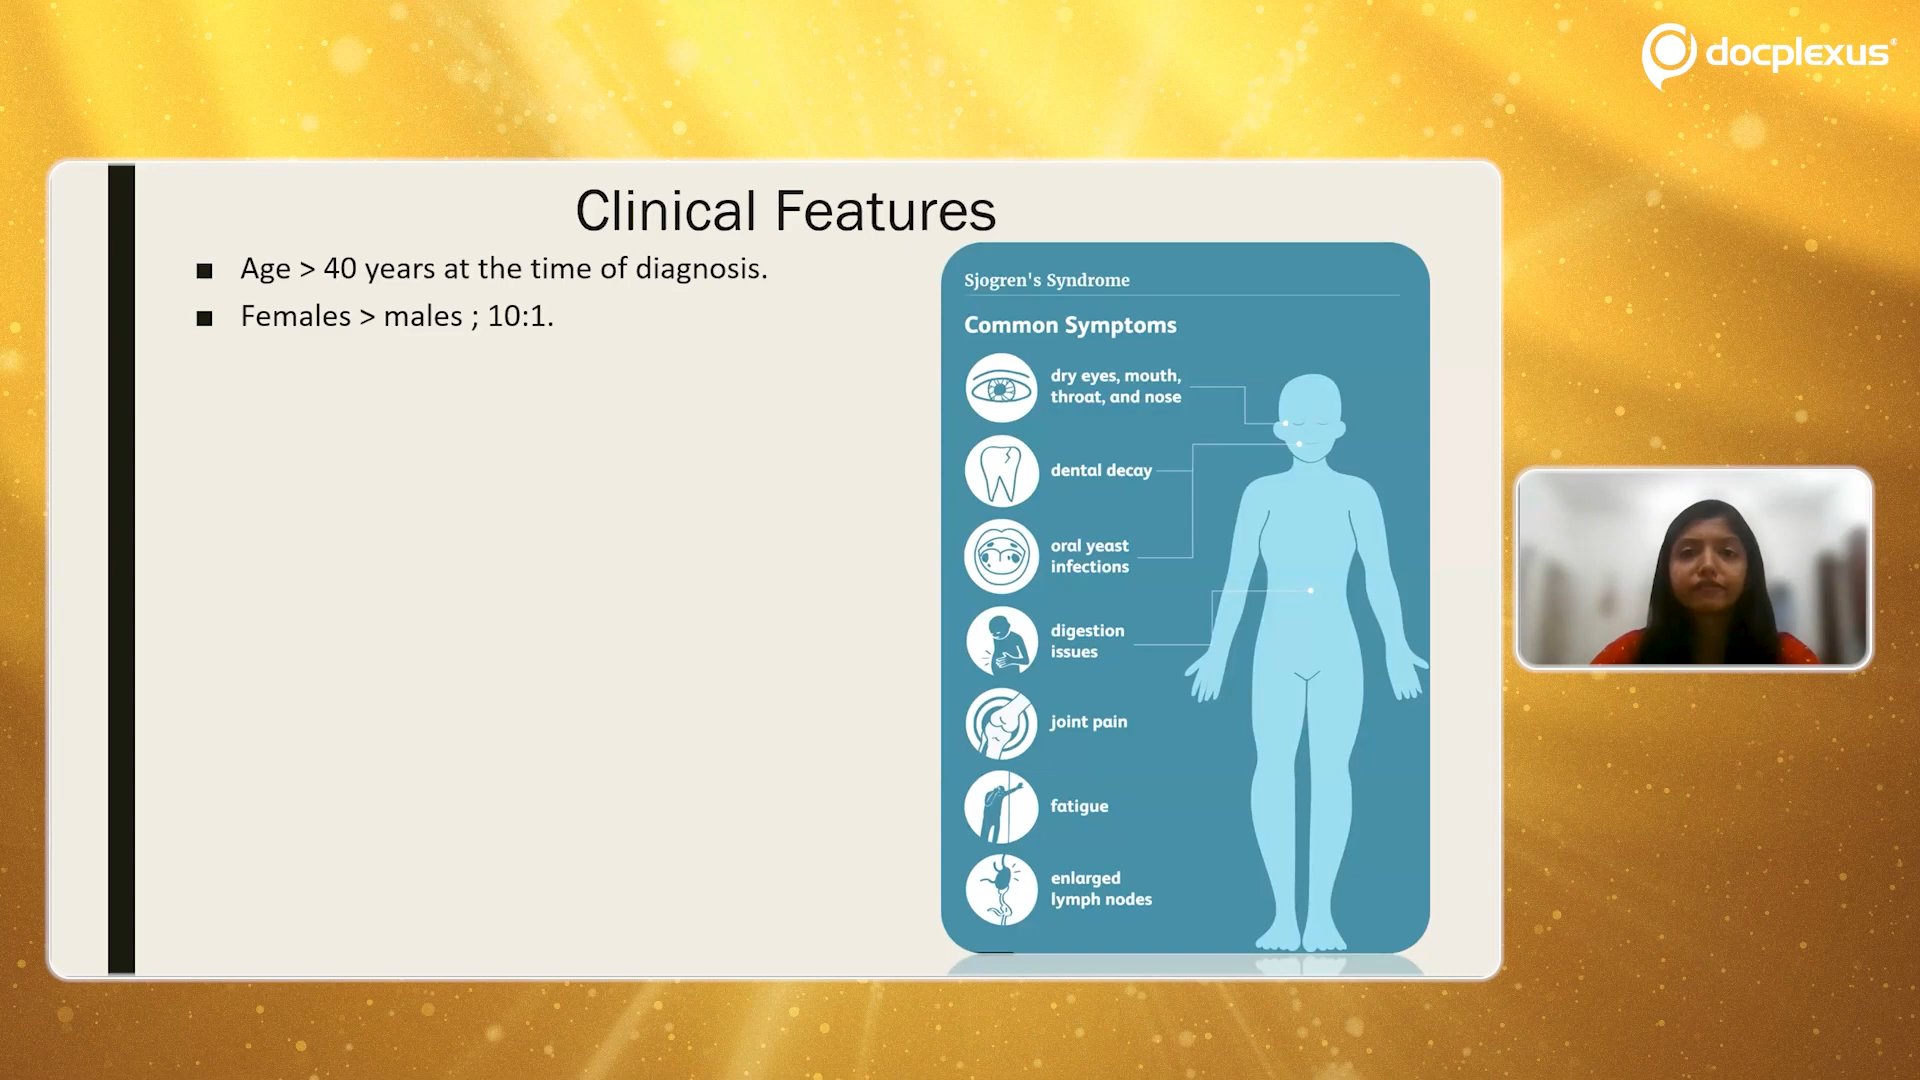 docplexus
Clinical Features
■ Age > 40 years at the time of diagnosis.
■ Females > males ; 10:1.
Sjogren's Syndrome
Common Symptoms
dry eyes, mouth,
throat, and nose
dental decay
oral yeast
infections
digestion
issues
joint pain
fatigue
enlarged
lymph nodes